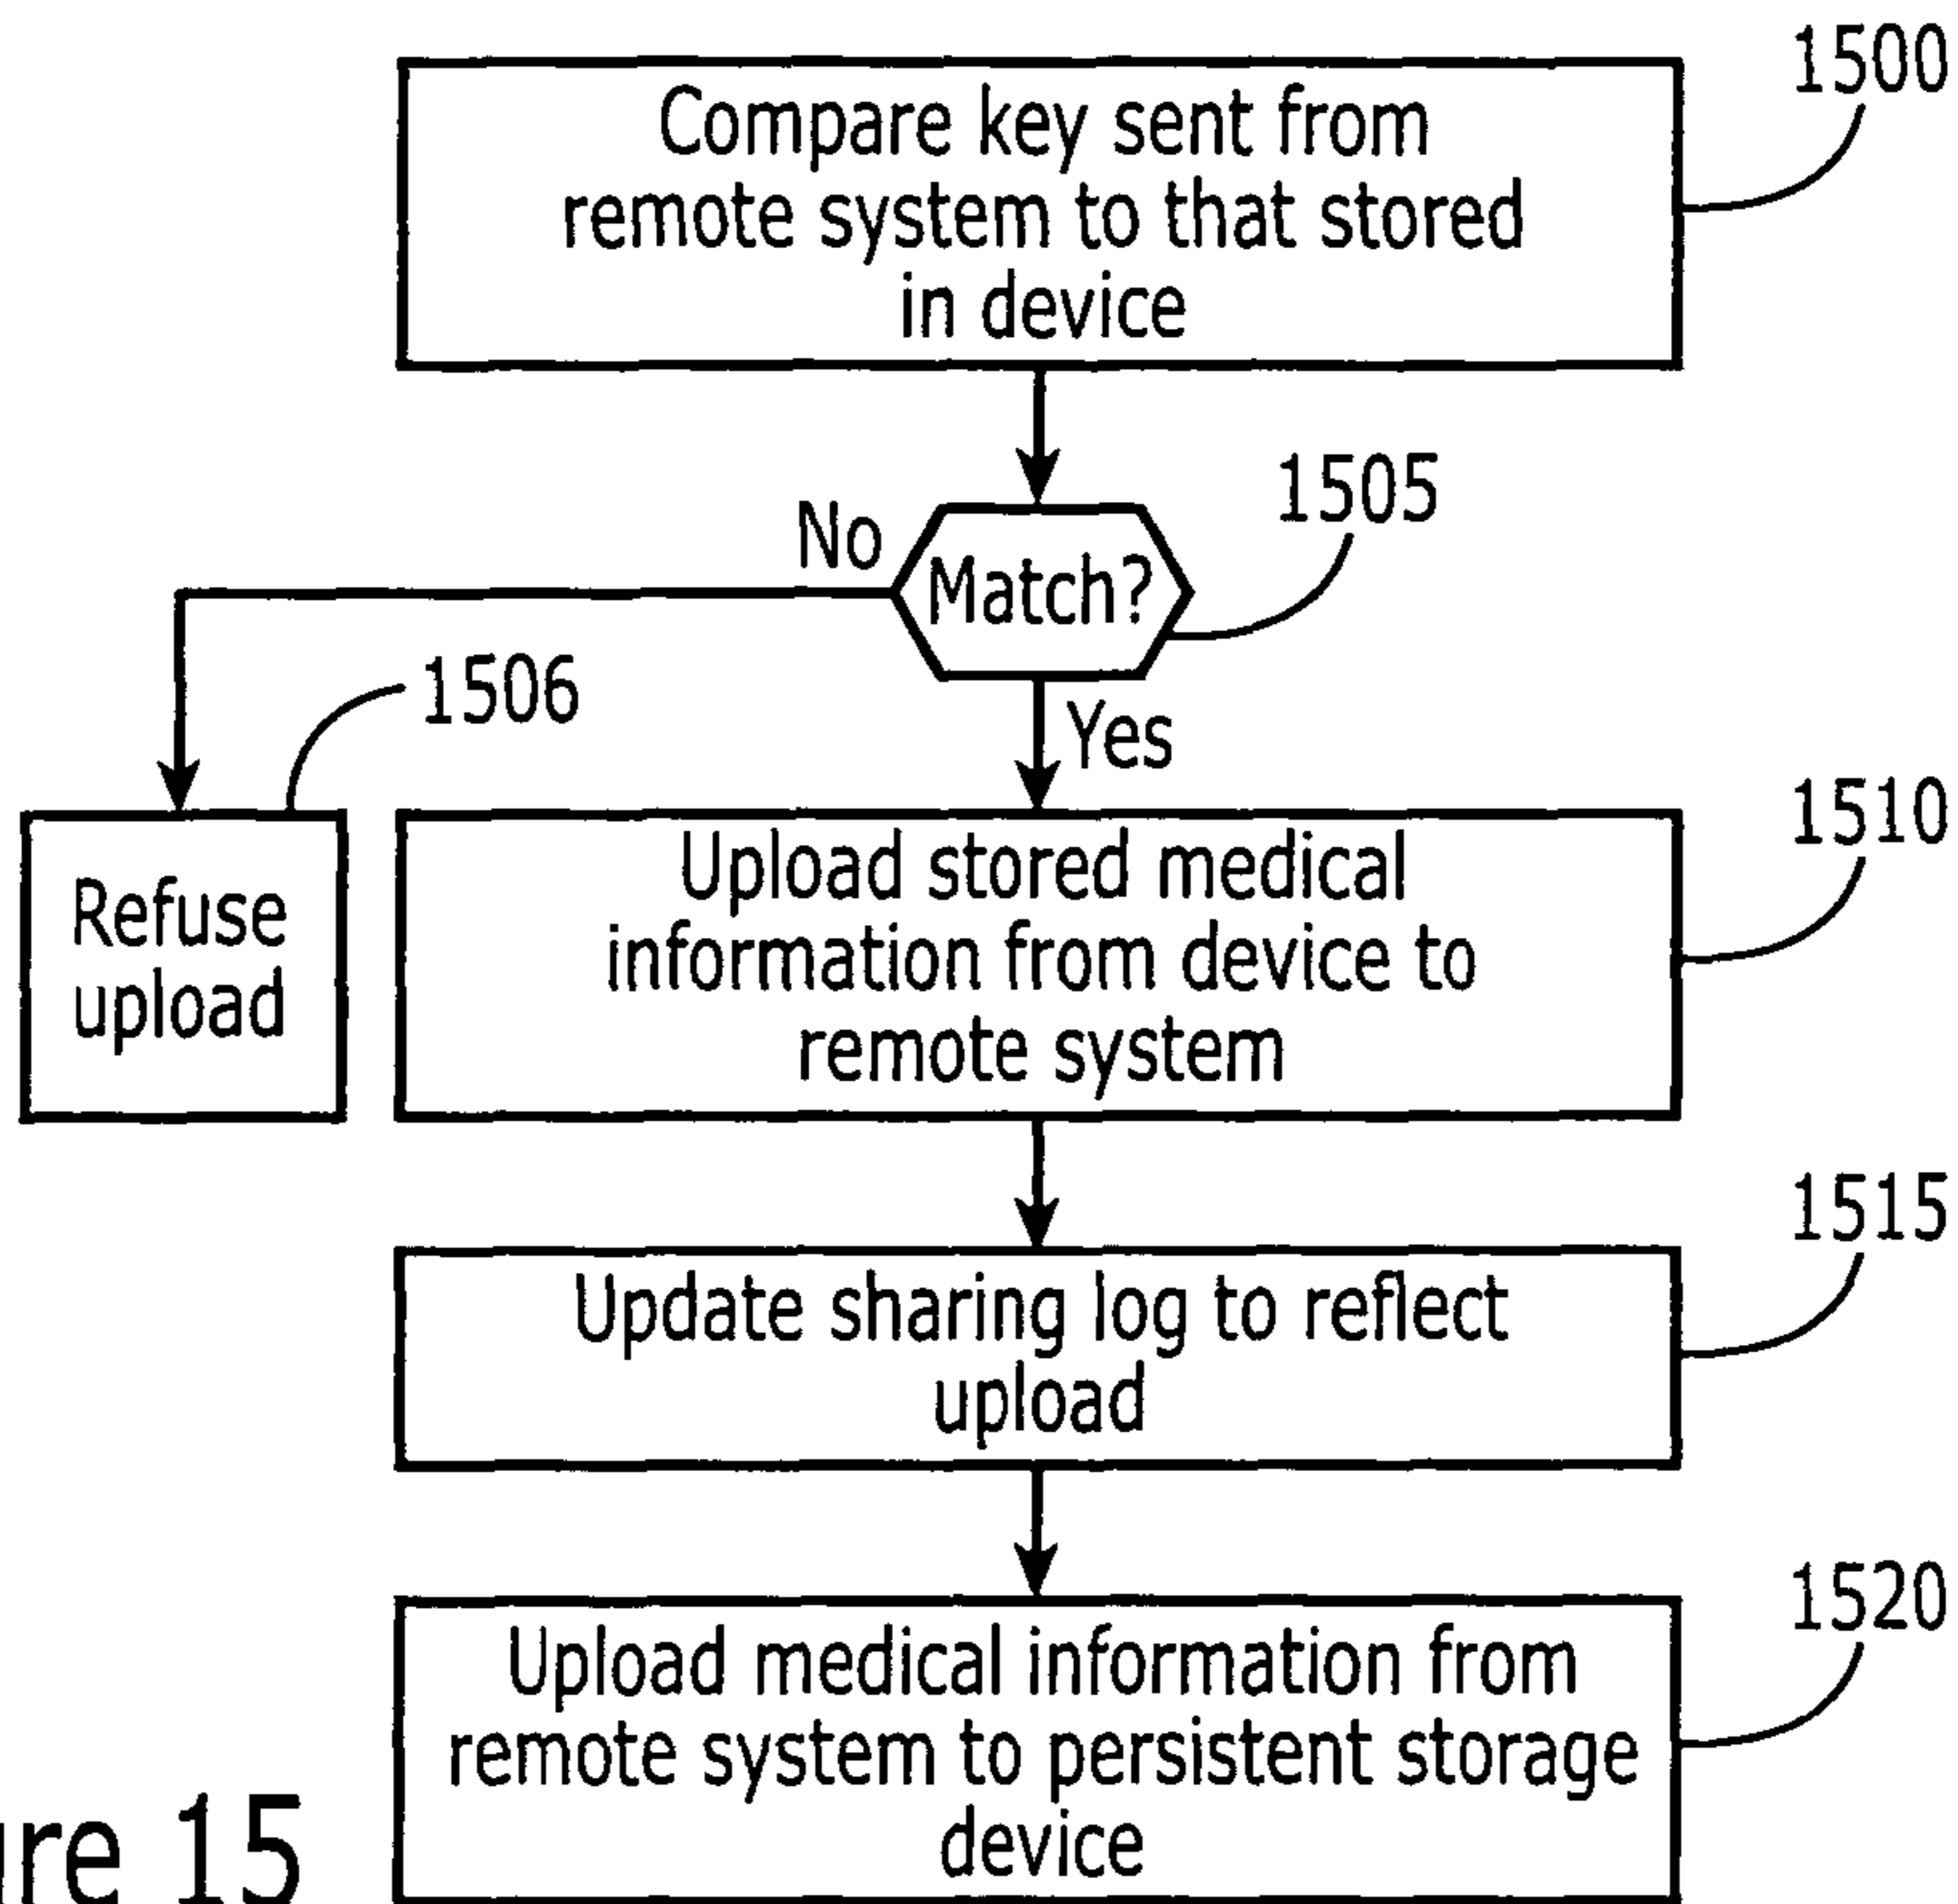 1500
Compare key sent from
remote system to that stored
in device
1505
No
Match?
1506
Yes
1510
Refuse
upload
Upload stored medical
information from device to
remote system
1515
Update sharing log to reflect
upload
1520
Upload medical information from
remote system to persistent storage
device
15